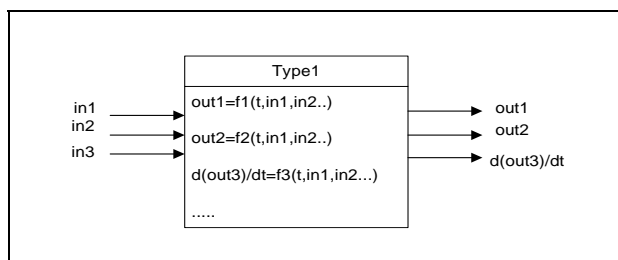 Type1
in1
in2
in3
out1=f1(t,in1,in2..)
out2=f2(t,in1,in2..)
d(out3)/dt=f3(t,in1,in2...)
.....
out1
out2
d(out3)/dt